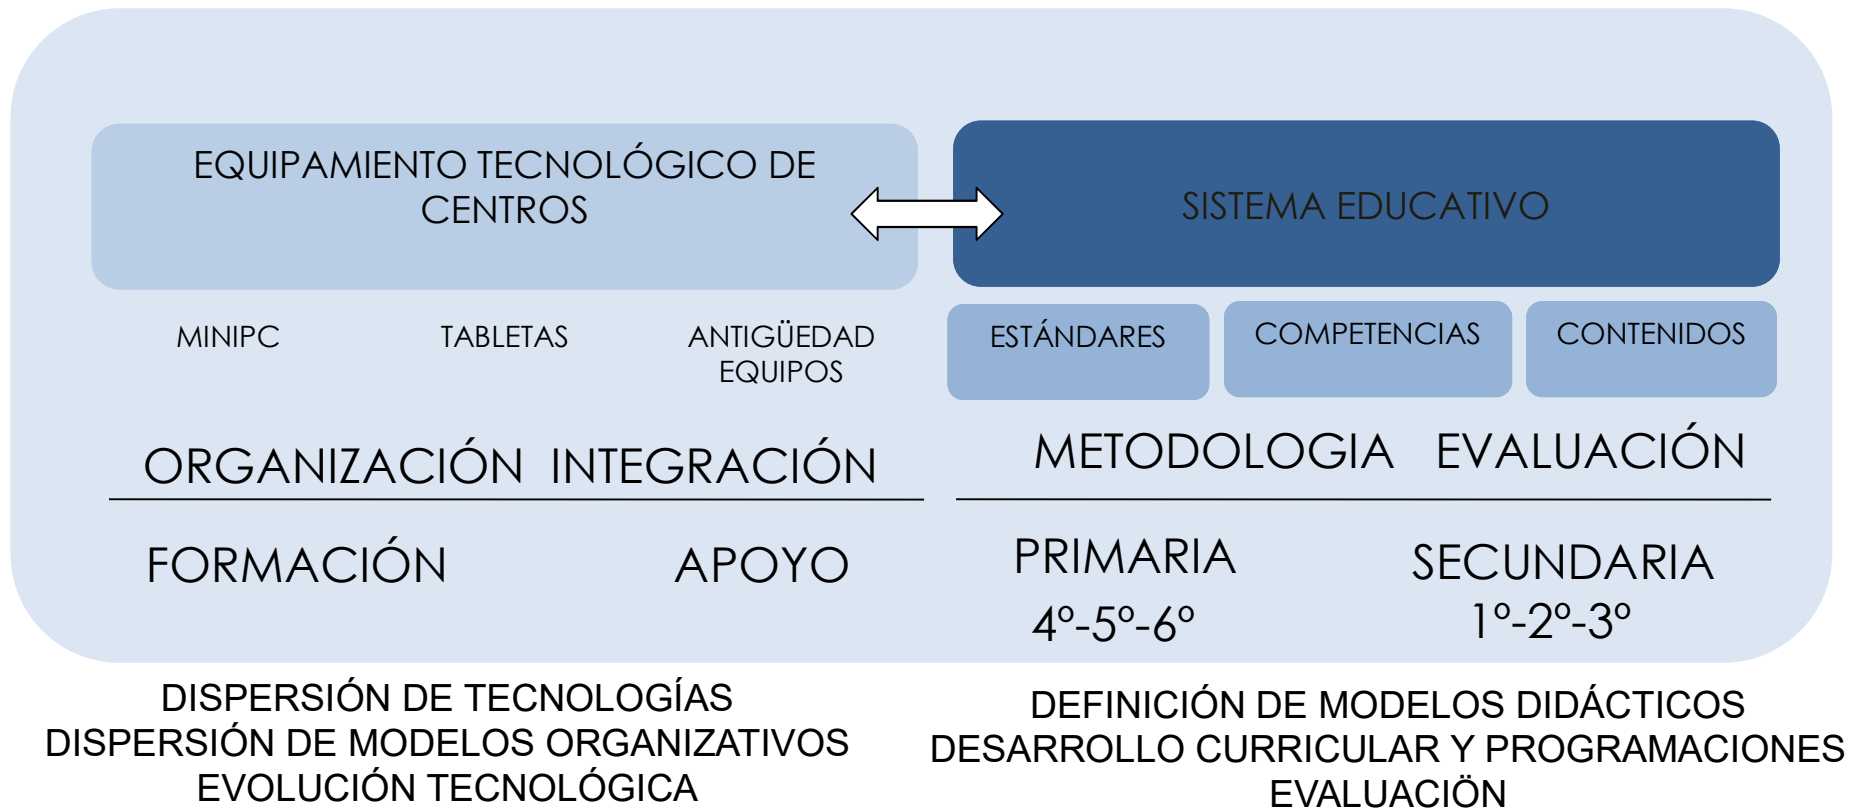 EQUIPAMIENTO TECNOLÓGICO DE
CENTROS
SISTEMA EDUCATIVO
MINIPC
TABLETAS
ANTIGÜEDAD
EQUIPOS
ESTÁNDARES
COMPETENCIAS
CONTENIDOS
ORGANIZACIÓN INTEGRACIÓN
METODOLOGIA EVALUACIÓN
FORMACIÓN
APOYO
PRIMARIA
4º-5º-6º
SECUNDARIA
1º-2º-3º
DISPERSIÓN DE TECNOLOGÍAS
DISPERSIÓN DE MODELOS ORGANIZATIVOS
EVOLUCIÓN TECNOLÓGICA
DEFINICIÓN DE MODELOS DIDÁCTICOS
DESARROLLO CURRICULAR Y PROGRAMACIONES
EVALUACIÖN